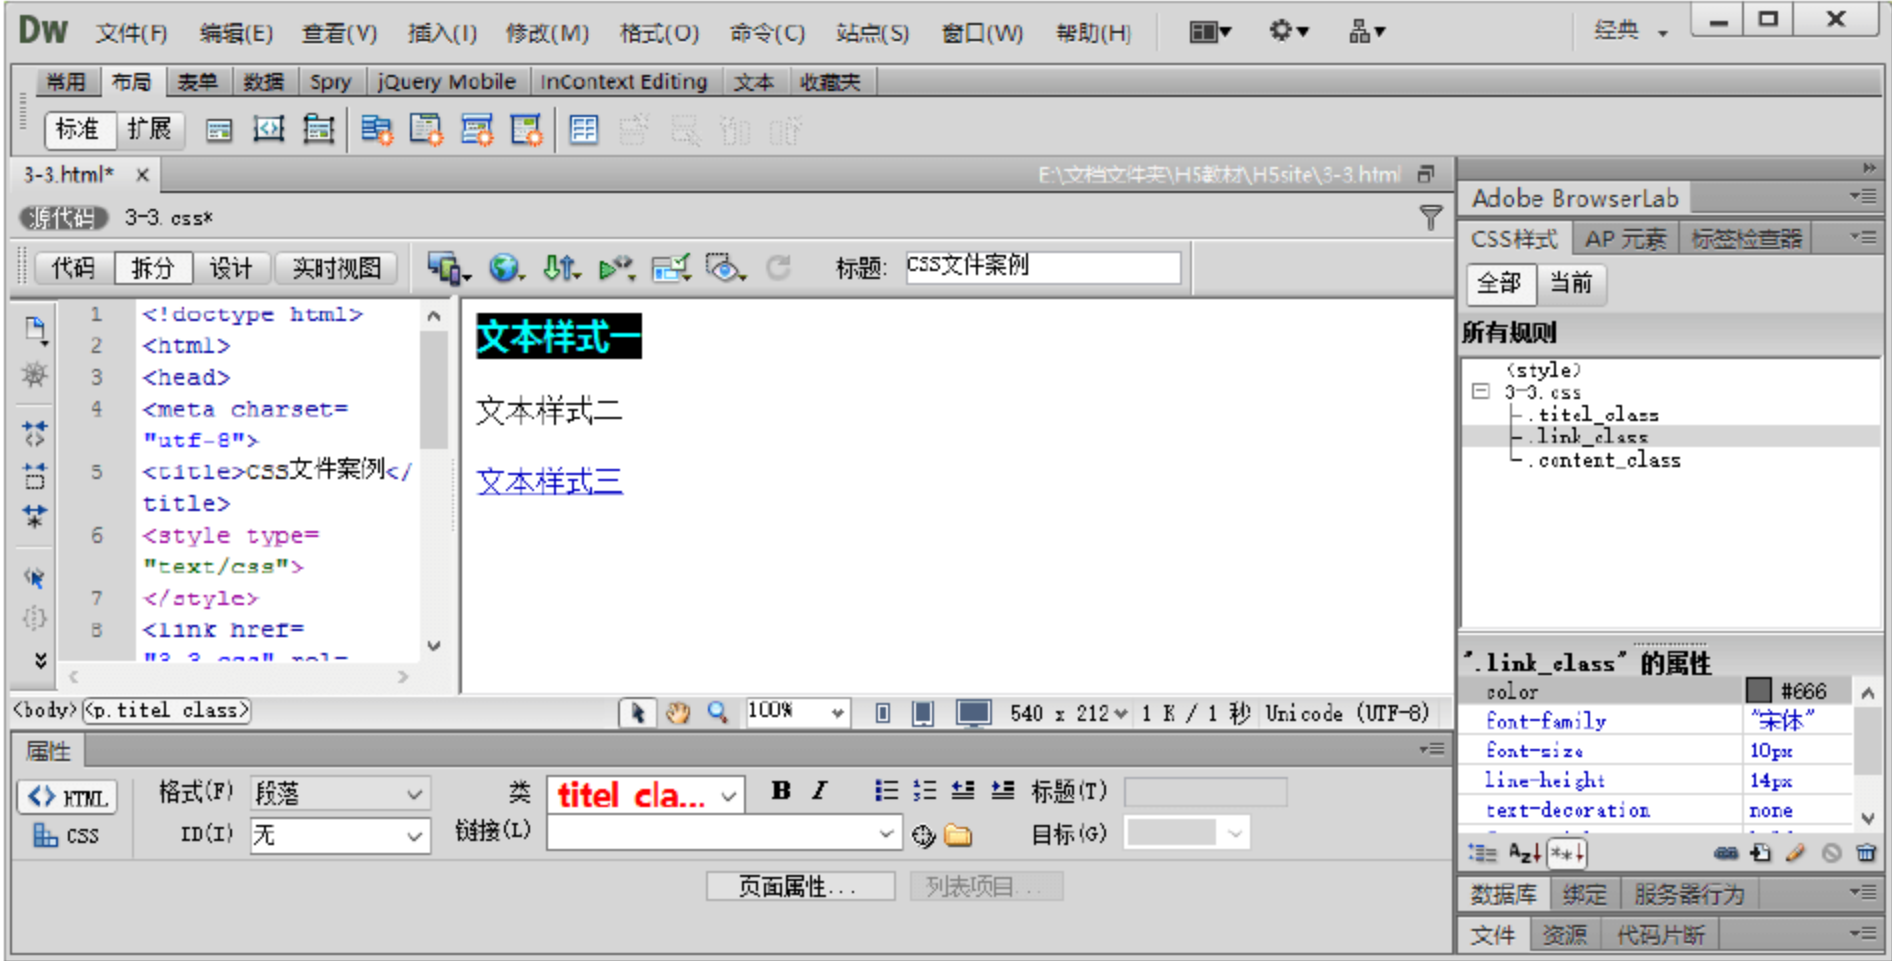 Dw 文件(F) 编辑(E) 查看(V) 插入(I) 修改(M) 格式(O) 命令(C) 站点(S) 窗口(W) 帮助(H) 经典
常用 布局 表单 数据 Spry jQuery Mobile InContext Editing 文本 收藏夹
标准 扩展
3-3.html* E:\文档文件夹\H5教材\H5site\3-3.html
源代码 3-3.css*
代码 拆分 设计 实时视图 标题: CSS文件案例
1 <!doctype html>
2 <html>
3 <head>
4 <meta charset=
"utf-8">
5 <title>CSS文件案例</
title>
6 <style type=
"text/css">
7 </style>
8 <link href=
"3-3.css" rel=
文本样式一
文本样式二
文本样式三
<body> <p.titel_class> 100% 540 x 212 1 K / 1 秒 Unicode (UTF-8)
属性
HTML 格式(F) 段落 类 titel cla... B I 标题(T)
CSS ID(I) 无 链接(L) 目标(G)
页面属性... 列表项目...
Adobe BrowserLab
CSS样式 AP 元素 标签检查器
全部 当前
所有规则
(style)
3-3.css
.titel_class
.link_class
.content_class
".link_class" 的属性
color #666
font-family "宋体"
font-size 10px
line-height 14px
text-decoration none
数据库 绑定 服务器行为
文件 资源 代码片断